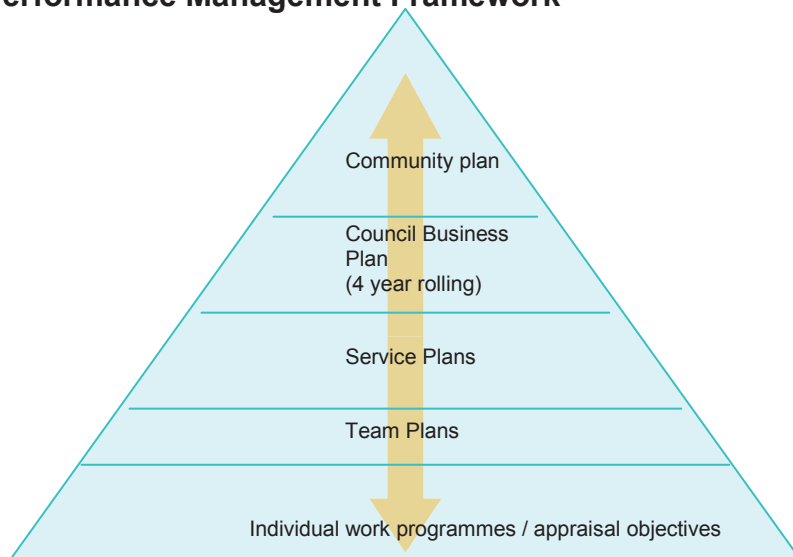 erformance Management Framework
Community plan
Council Business
Plan
(4 year rolling)
Service Plans
Team Plans
Individual work programmes / appraisal objectives